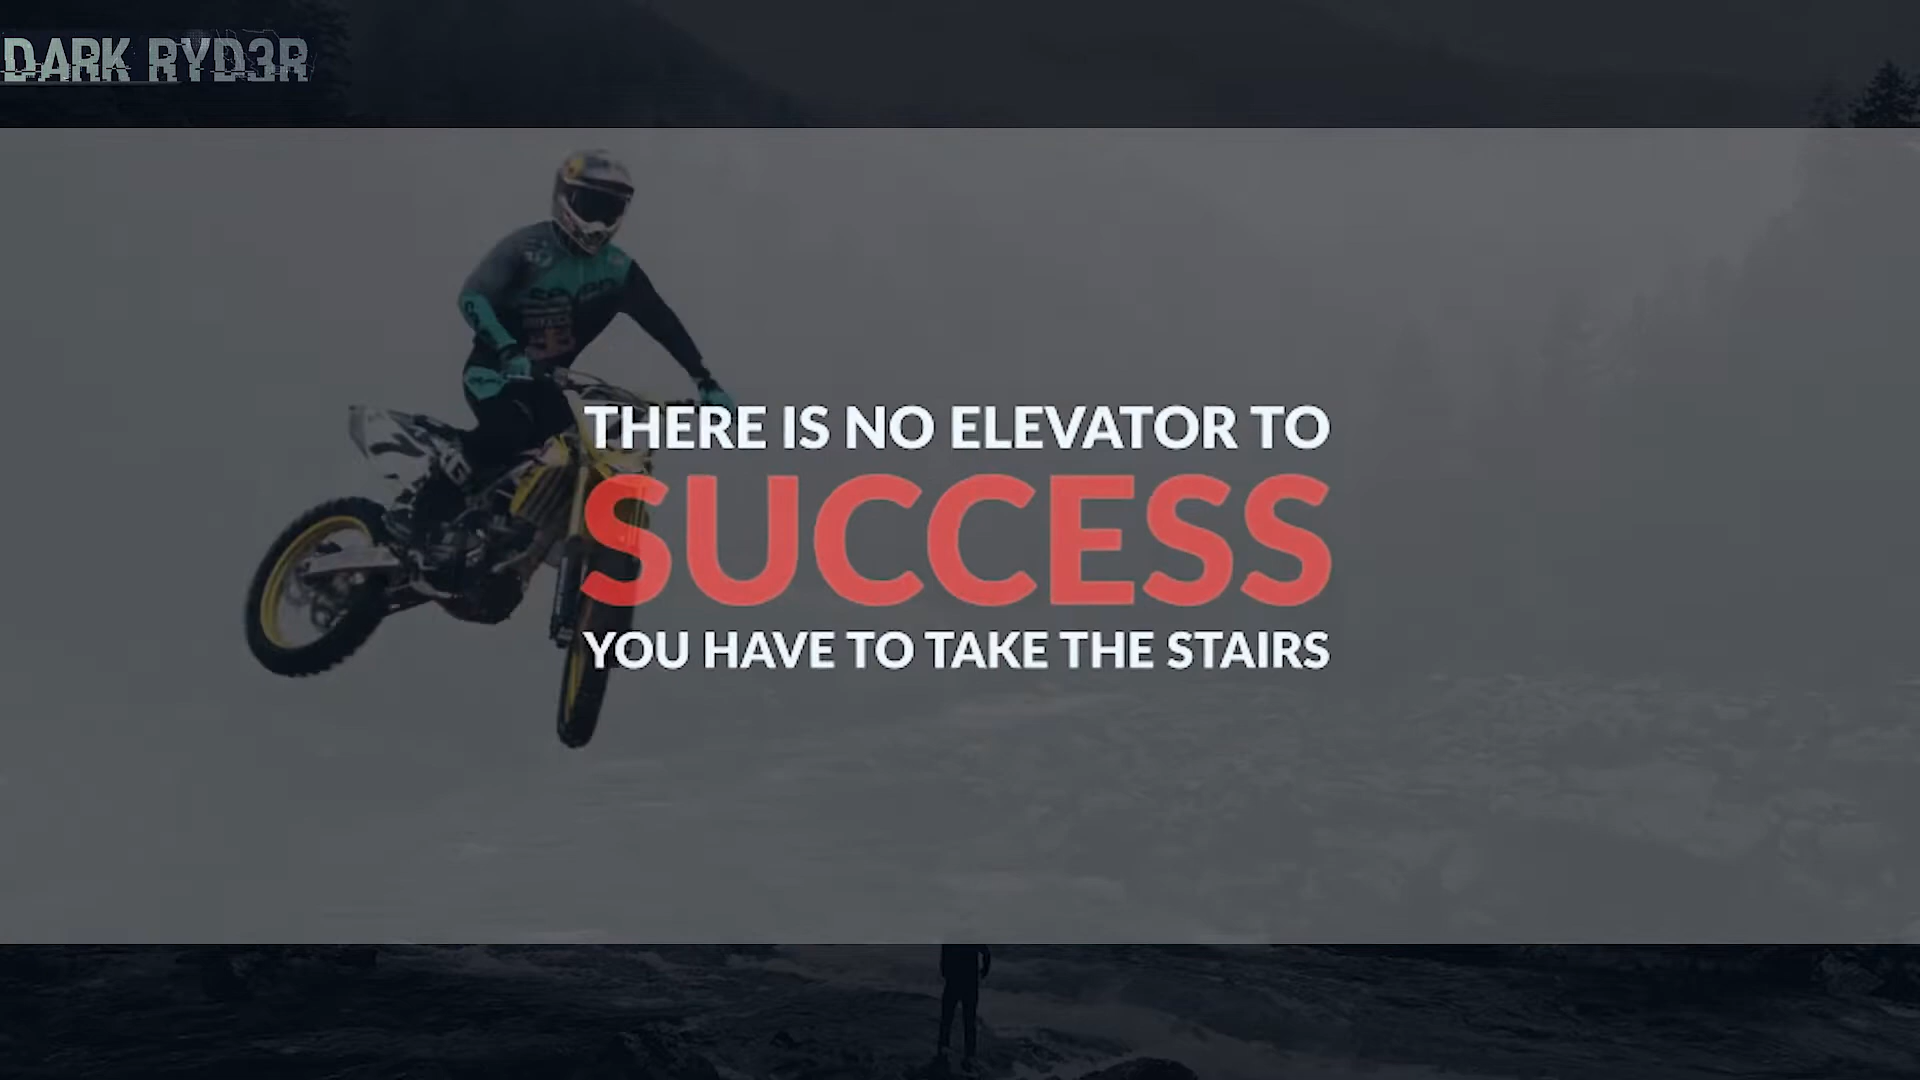 DARK RYD3R
THERE IS NO ELEVATOR TO
SUCCESS
YOU HAVE TO TAKE THE STAIRS